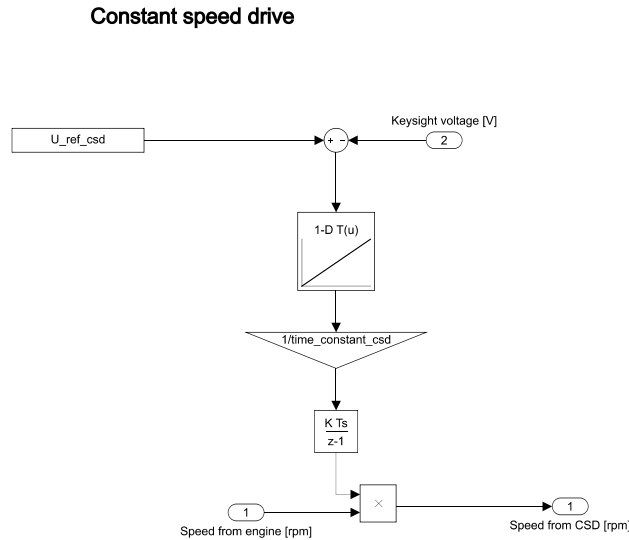 Constant speed drive
Keysight voltage [V]
U_ref_csd
+ −
2
1-D T(u)
1/time_constant_csd
K Ts
z-1
×
1
1
Speed from engine [rpm]
Speed from CSD [rpm]